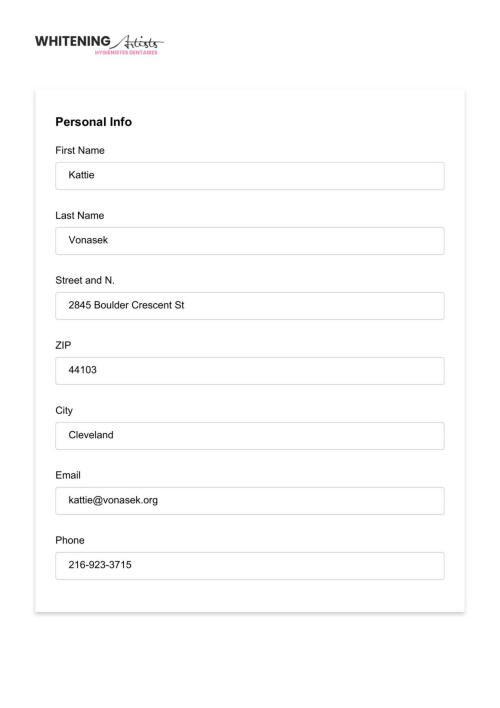 WHITENING Artists
HYGIÉNISTES DENTAIRES
Personal Info
First Name
Kattie
Last Name
Vonasek
Street and N.
2845 Boulder Crescent St
ZIP
44103
City
Cleveland
Email
kattie@vonasek.org
Phone
216-923-3715